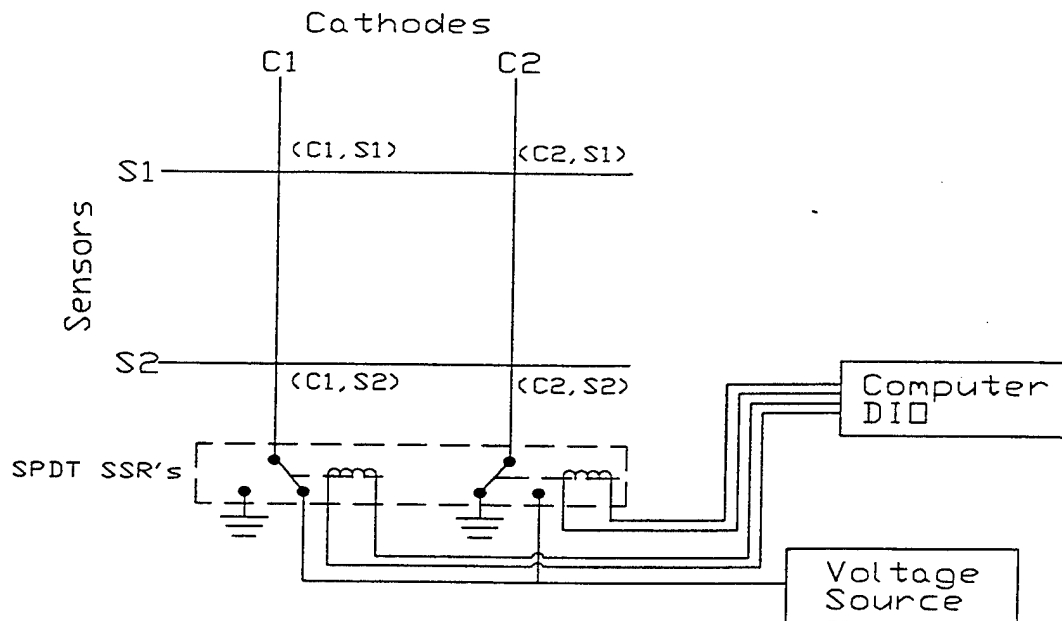 Cathodes
C1 C2
(C1,S1) (C2,S1)
S1
Sensors
S2
(C1,S2) (C2,S2)
Computer
DIO
SPDT SSR's
Voltage
Source